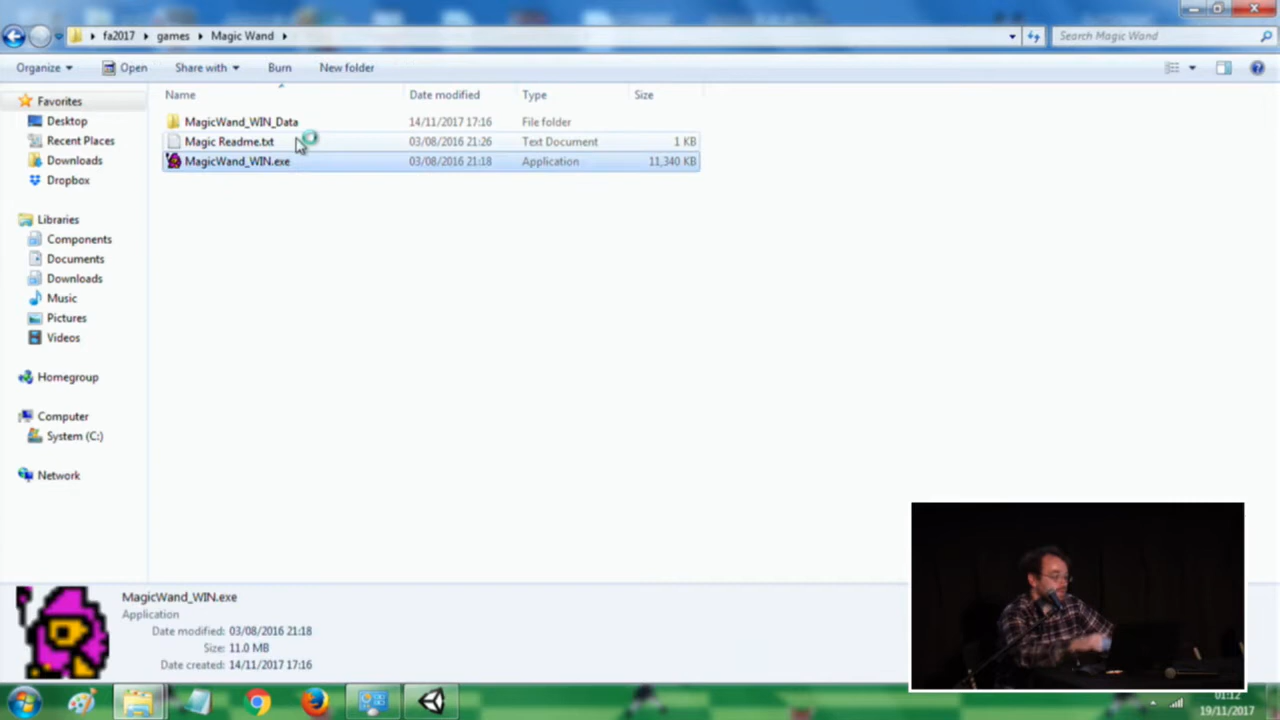 fa2017 games Magic Wand Search Magic Wand
Organize Open Share with Burn New folder
Name Date modified Type Size
Favorites
Desktop
Recent Places
Downloads
Dropbox
Libraries
Components
Documents
Downloads
Music
Pictures
Videos
Homegroup
Computer
System (C:)
Network
MagicWand_WIN_Data 14/11/2017 17:16 File folder
Magic Readme.txt 03/08/2016 21:26 Text Document 1 KB
MagicWand_WIN.exe 03/08/2016 21:18 Application 11,340 KB
MagicWand_WIN.exe
Application
Date modified: 03/08/2016 21:18
Size: 11.0 MB
Date created: 14/11/2017 17:16
01:12
19/11/2017